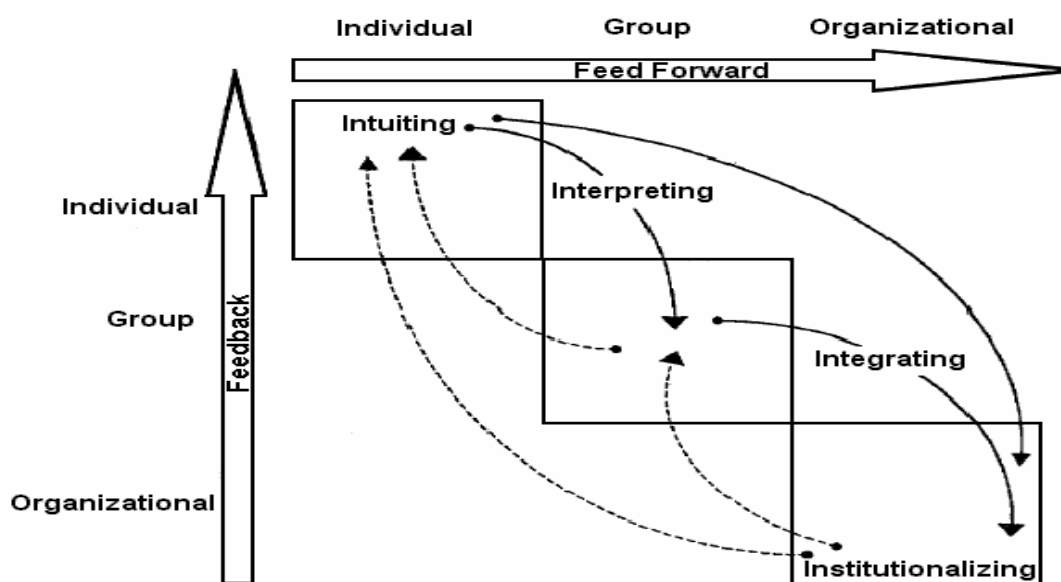 Individual Group Organizational
Feed Forward
Intuiting
Interpreting
Individual
Group
Feedback
Integrating
Organizational
Institutionalizing